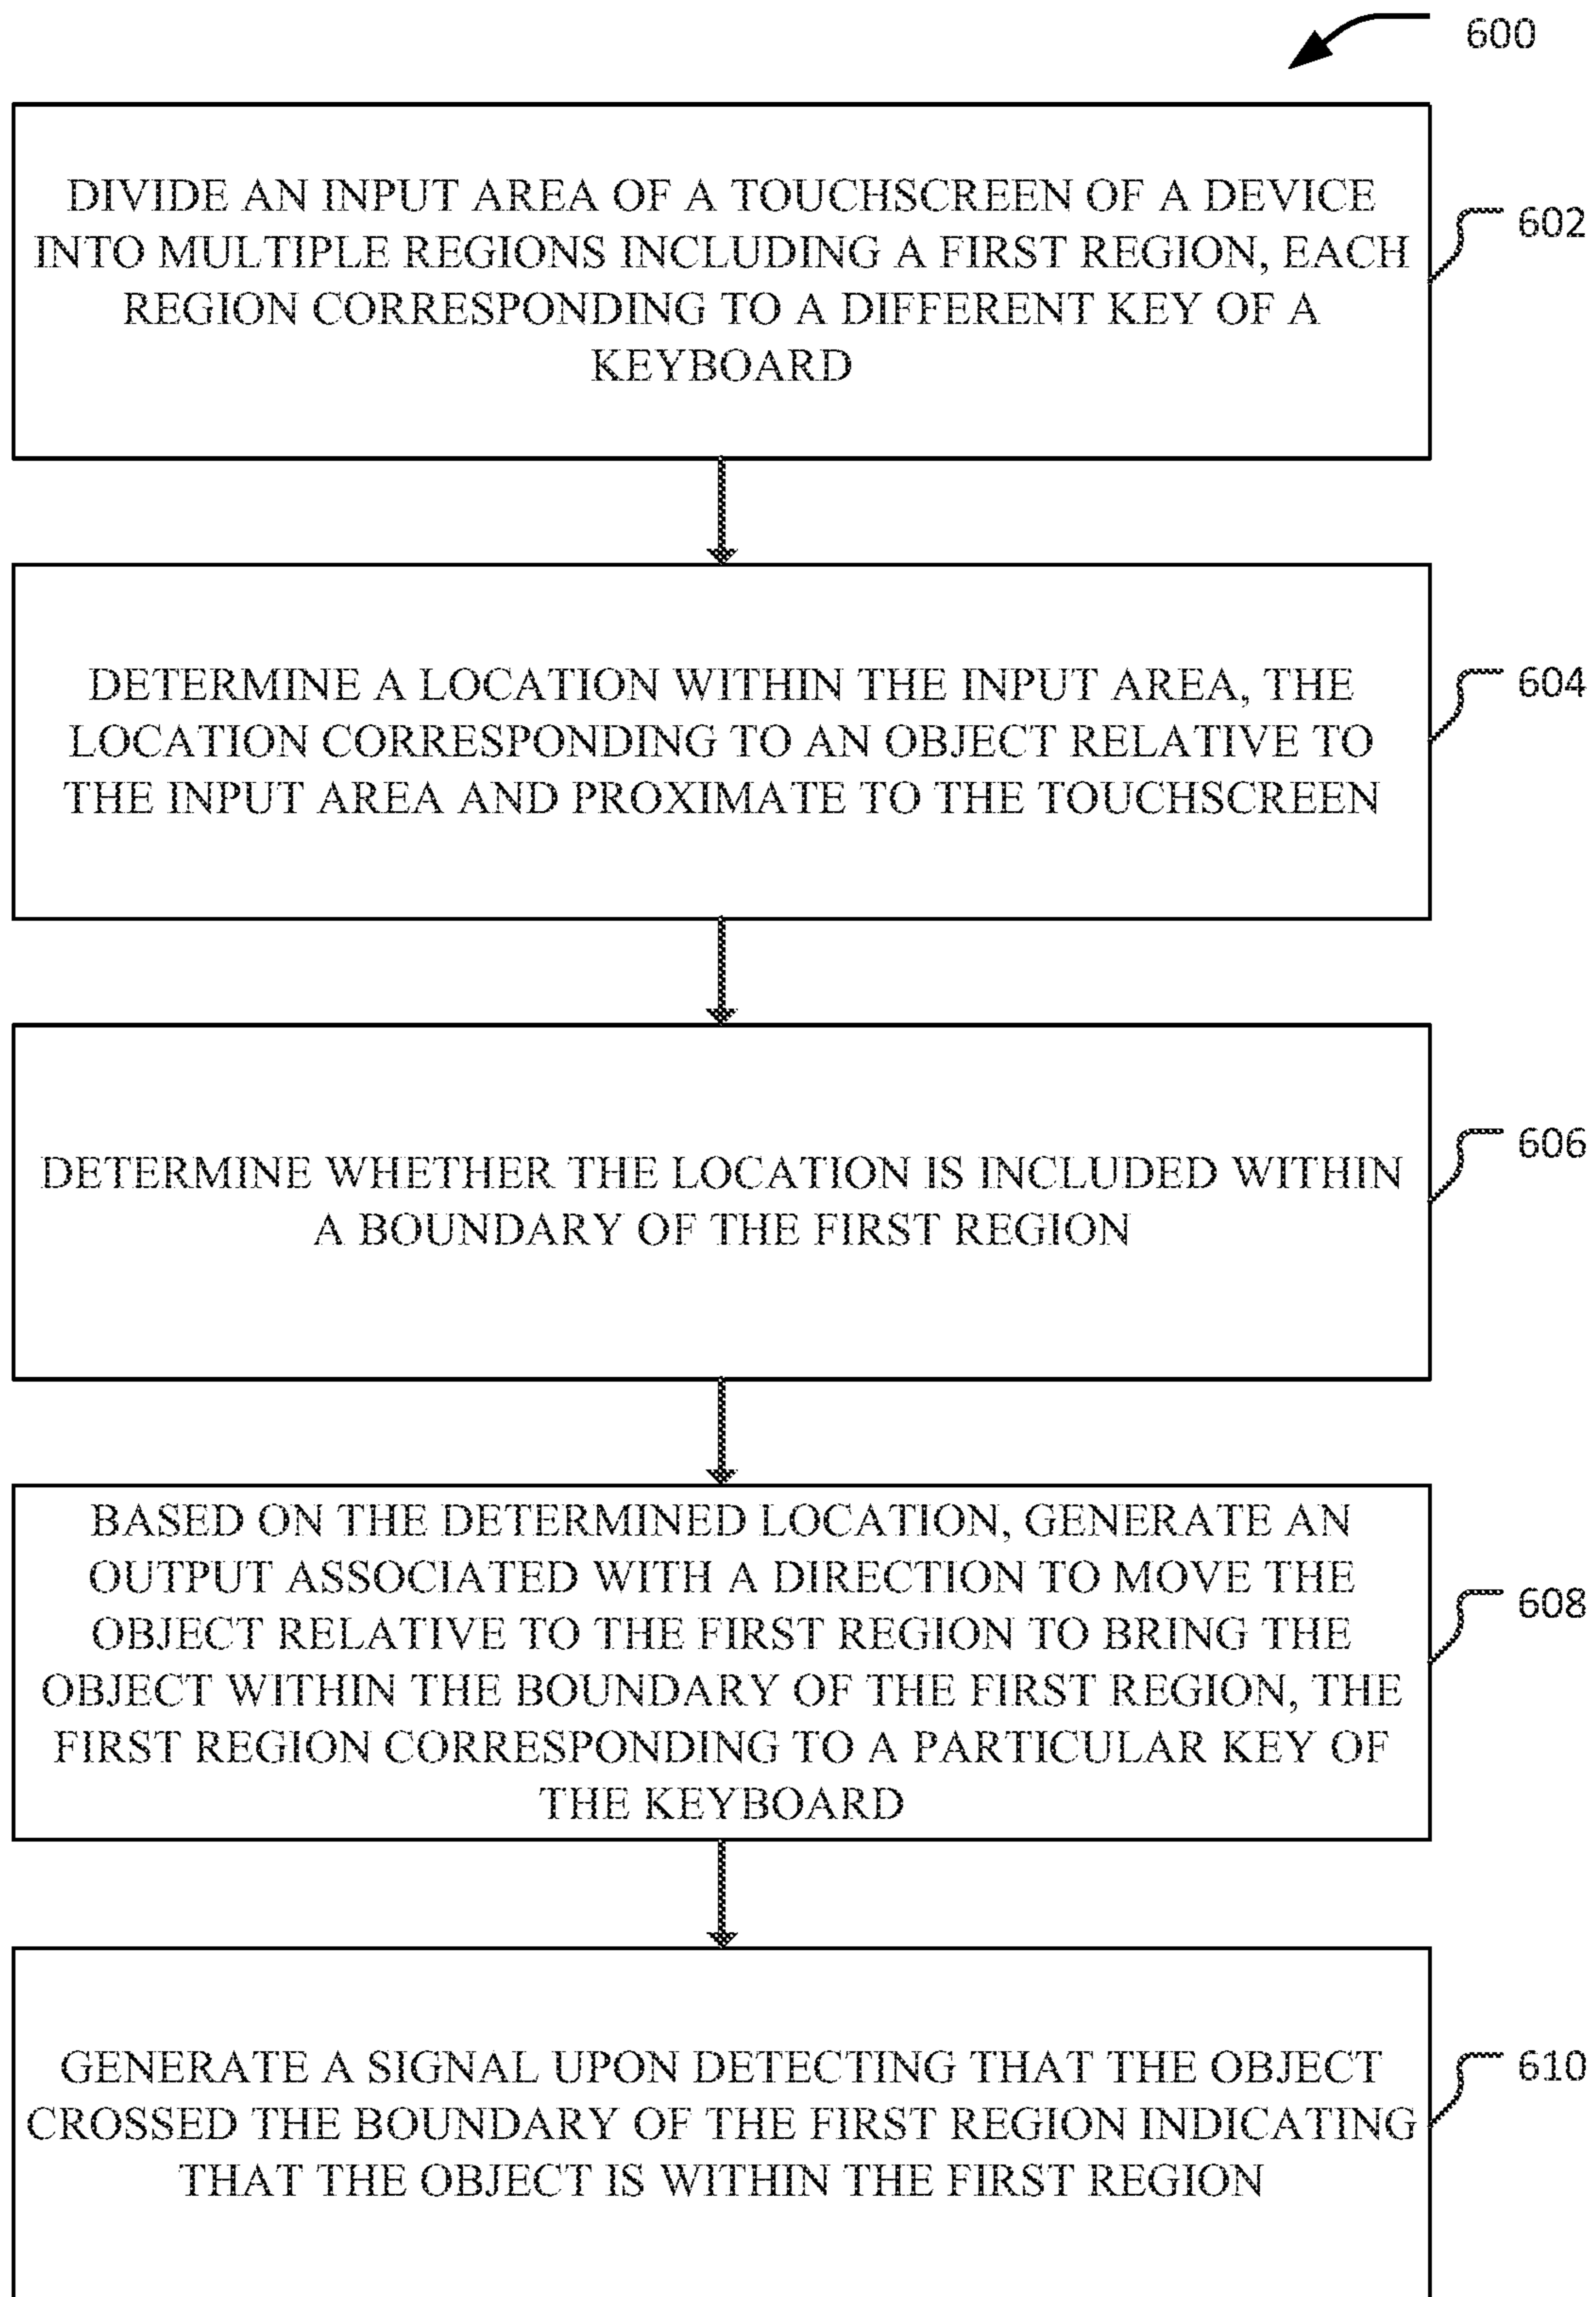 600
DIVIDE AN INPUT AREA OF A TOUCHSCREEN OF A DEVICE
INTO MULTIPLE REGIONS INCLUDING A FIRST REGION, EACH
REGION CORRESPONDING TO A DIFFERENT KEY OF A
KEYBOARD
602
DETERMINE A LOCATION WITHIN THE INPUT AREA, THE
LOCATION CORRESPONDING TO AN OBJECT RELATIVE TO
THE INPUT AREA AND PROXIMATE TO THE TOUCHSCREEN
604
DETERMINE WHETHER THE LOCATION IS INCLUDED WITHIN
A BOUNDARY OF THE FIRST REGION
606
BASED ON THE DETERMINED LOCATION, GENERATE AN
OUTPUT ASSOCIATED WITH A DIRECTION TO MOVE THE
OBJECT RELATIVE TO THE FIRST REGION TO BRING THE
OBJECT WITHIN THE BOUNDARY OF THE FIRST REGION, THE
FIRST REGION CORRESPONDING TO A PARTICULAR KEY OF
THE KEYBOARD
608
GENERATE A SIGNAL UPON DETECTING THAT THE OBJECT
CROSSED THE BOUNDARY OF THE FIRST REGION INDICATING
THAT THE OBJECT IS WITHIN THE FIRST REGION
610